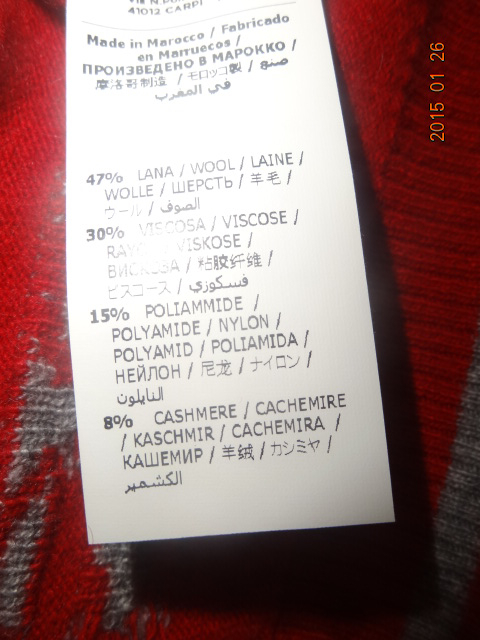 41012 CARPI
Made in Marocco / Fabricado
en Marruecos /
ПРОИЗВЕДЕНО В МАРОККО /
摩洛哥制造 / モロッコ製 / صنع
في المغرب
47% LANA / WOOL / LAINE /
WOLLE / ШЕРСТЬ / 羊毛 /
ウール / الصوف
30% VISCOSA / VISCOSE /
/ VISKOSE /
ВИСКОЗА / 粘胶纤维 /
ビスコース / فسكوزي
15% POLIAMMIDE /
POLYAMIDE / NYLON /
POLYAMID / POLIAMIDA /
НЕЙЛОН / 尼龙 / ナイロン /
النايلون
8% CASHMERE / CACHEMIRE
/ KASCHMIR / CACHEMIRA /
КАШЕМИР / 羊绒 / カシミヤ /
الكشمير
2015 01 26